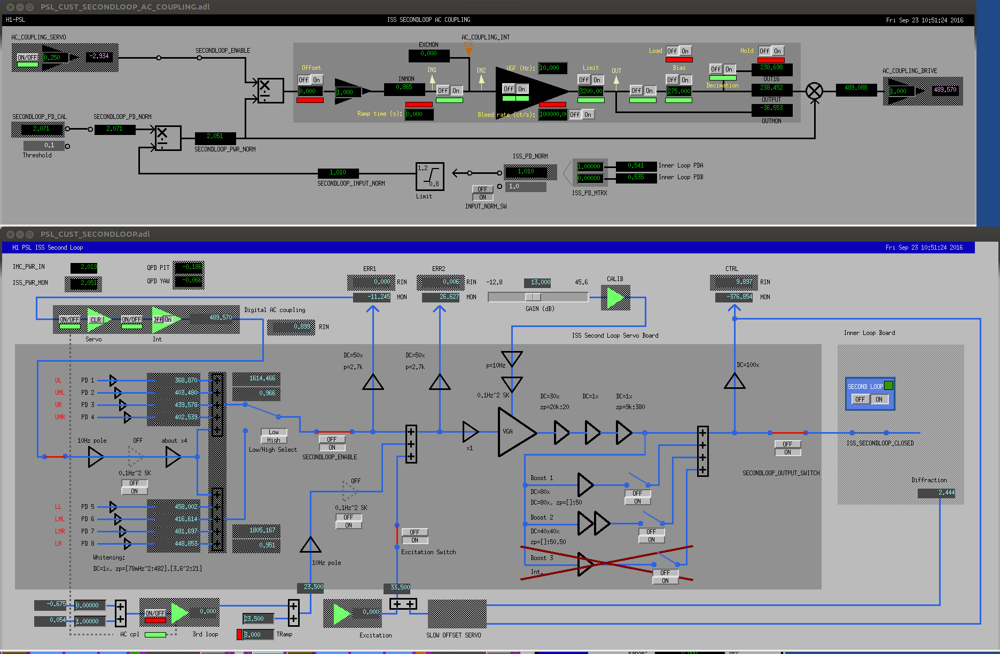 PSL_CUST_SECONDLOOP_AC_COUPLING.adl
H1-PSL
ISS SECONDLOOP AC COUPLING
Fri Sep 23 10:51:24 2016
AC_COUPLING_SERVO
ON/OFF
0.250
-2.934
SECONDLOOP_ENABLE
EXCMON
0.000
AC_COUPLING_INT
EXC
Offset
Off On
0.000
1.000
INMON
0.865
IN1
Off On
IN2
UGF (Hz):
10.000
Off On
Limit
Off On
3200.00
OUT
Off On
Load
Off On
Bias
Off On
275.000
Off On
Decimation
Hold
Off On
238.698
OUT16
238.452
OUTPUT
-36.553
OUTMON
489.088
AC_COUPLING_DRIVE
1.000
489.570
Ramp time (s):
0.000
Bleed rate (ct/s):
100000.0
Off On
SECONDLOOP_PD_CAL
2.071
0.1
Threshold
SECONDLOOP_PD_NORM
2.071
2.051
SECONDLOOP_PWR_NORM
1.010
SECONDLOOP_INPUT_NORM
1.2
0.8
Limit
ISS_PD_NORM
1.010
1.0
OFF
ON
INPUT_NORM_SW
1.00000
0.00000
ISS_PD_MTRX
0.541
Inner Loop PDA
0.535
Inner Loop PDB
PSL_CUST_SECONDLOOP.adl
H1 PSL ISS Second Loop
Fri Sep 23 10:51:24 2016
IMC_PWR_IN
2.019
ISS_PWR_MON
2.051
QPD PIT
-0.186
QPD YAW
-0.066
ERR1
0.000 RIN
-11.245 MON
ERR2
0.006 RIN
26.627 MON
-12.8
13.000
45.6
GAIN (dB)
CALIB
CTRL
9.897 RIN
-376.854 MON
ON/OFF
CLR
ON/OFF
Off On
489.570
Digital AC coupling
Servo
Int
0.899 RIN
ISS Second Loop Servo Board
Inner Loop Board
DC=50x
p=2.7k
DC=50x
p=2.7k
p=10Hz
0.1Hz^2 SK
DC=100x
UL PD 1 368.870
UML PD 2 403.480
UR PD 3 439.578
UMR PD 4 402.539
1614.466
0.966
10Hz pole
OFF
about x4
0.1Hz^2 SK
OFF
ON
Low
High
Low/High Select
OFF
ON
SECONDLOOP_ENABLE
x1
VGA
DC=30x
zp=20k;20
DC=1x
DC=1x
zp=9k;380
SECOND LOOP
OFF ON
ISS_SECONDLOOP_CLOSED
OFF
ON
SECONDLOOP_OUTPUT_SWITCH
Diffraction
2.444
LL PD 5 458.002
LML PD 6 416.614
LMR PD 7 481.697
LR PD 8 448.853
1805.167
0.951
Whitening:
DC=1x, zp=[78mHz^2;482],[3.6^2;21]
OFF
0.1Hz^2 SK
OFF
ON
10Hz pole
OFF
ON
Excitation Switch
Boost 1
DC=80x
DC=80x, zp=[];50
OFF
ON
Boost 2
DC=40x40x
zp=[];50,50
OFF
ON
Boost 3
Int.
OFF
ON
23.500
33.500
-0.675
0.00000
0.054
1.00000
ON/OFF
0.000
AC cpl
3rd loop
23.500
3.000
TRamp
0.000
Excitation
SLOW OFFSET SERVO